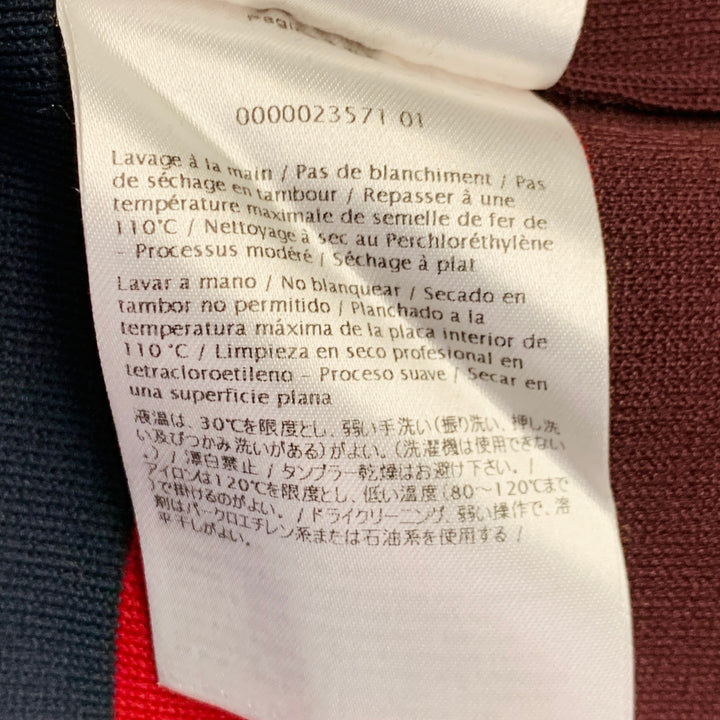 0000023571 01
Lavage à la main / Pas de blanchiment / Pas
de séchage en tambour / Repasser à une
température maximale de semelle de fer de
110°C / Nettoyage à sec au Perchloréthylène
- Processus modéré / Séchage à plat
Lavar a mano / No blanquear / Secado en
tambor no permitido / Planchado a la
temperatura máxima de la placa interior de
110 °C / Limpieza en seco profesional en
tetracloroetileno - Proceso suave / Secar en
una superficie plana
液温は、30℃を限度とし、弱い手洗い(振り洗い、押し洗
い及びつかみ洗いがある)がよい。(洗濯機は使用できない
。) / 漂白禁止 / タンブラー乾燥はお避け下さい。 /
アイロンは120℃を限度とし、低い温度(80～120℃まで
)で掛けるのがよい。 / ドライクリーニング、弱い操作で、溶
剤はパークロエチレン系または石油系を使用する /
平干しがよい。